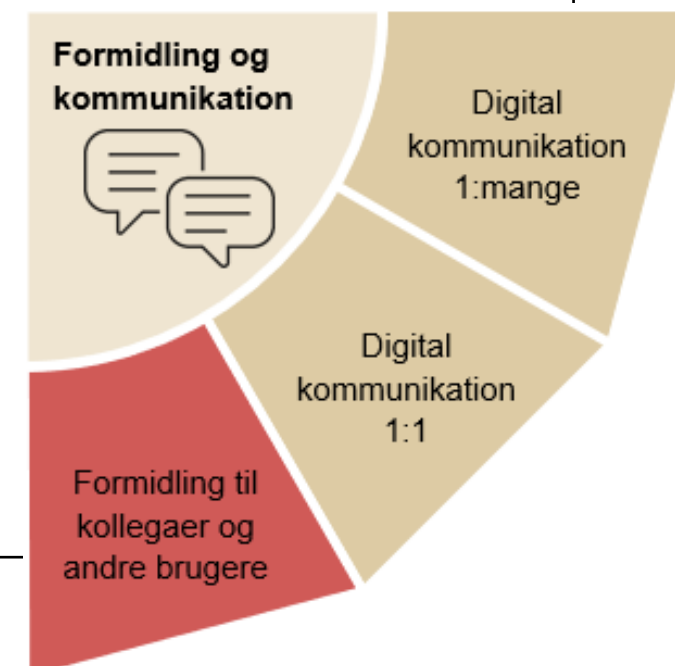 Formidling og
kommunikation
Digital
kommunikation
1:mange
Digital
kommunikation
1:1
Formidling til
kollegaer og
andre brugere